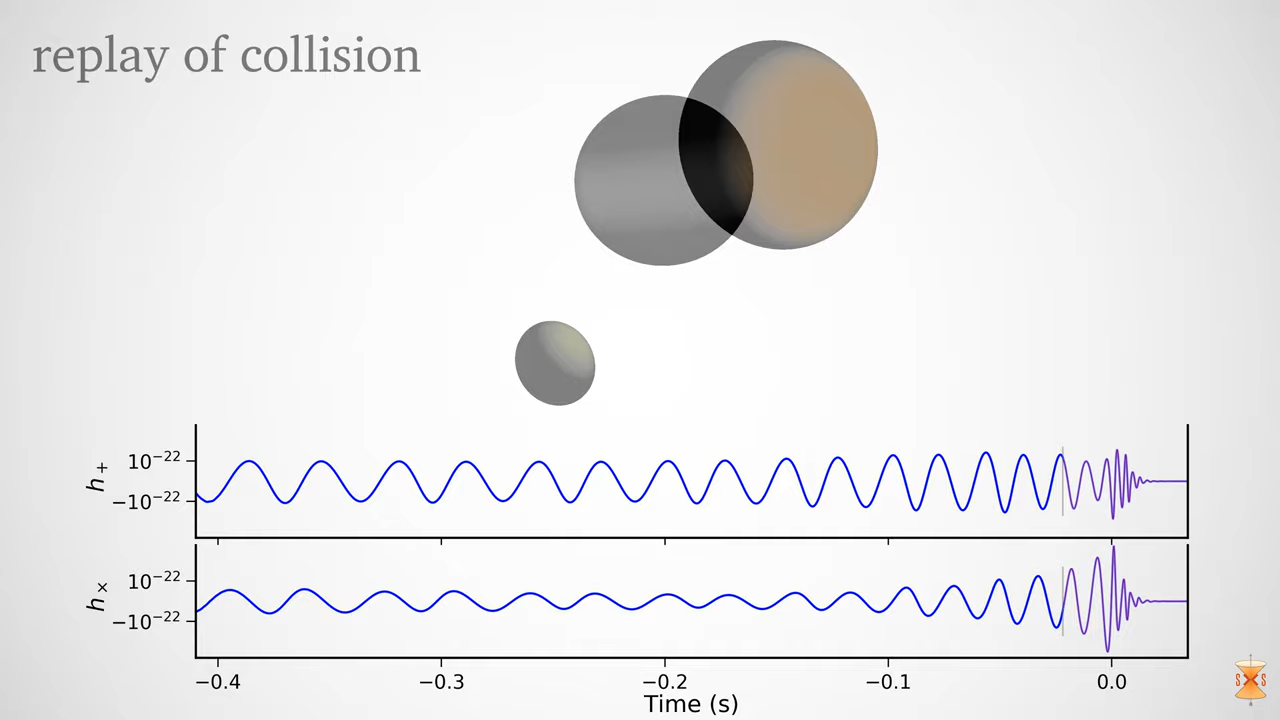 replay of collision
h₊
10⁻²²
−10⁻²²
hₓ
10⁻²²
−10⁻²²
−0.4 −0.3 −0.2 −0.1 0.0
Time (s)
SXS